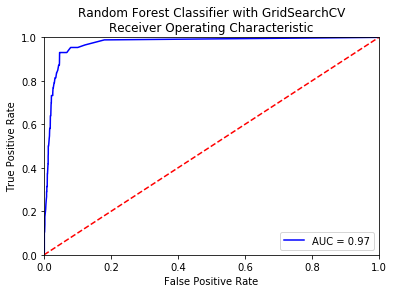 Random Forest Classifier with GridSearchCV
Receiver Operating Characteristic
True Positive Rate
1.0
0.8
0.6
0.4
0.2
0.0
AUC = 0.97
0.0 0.2 0.4 0.6 0.8 1.0
False Positive Rate